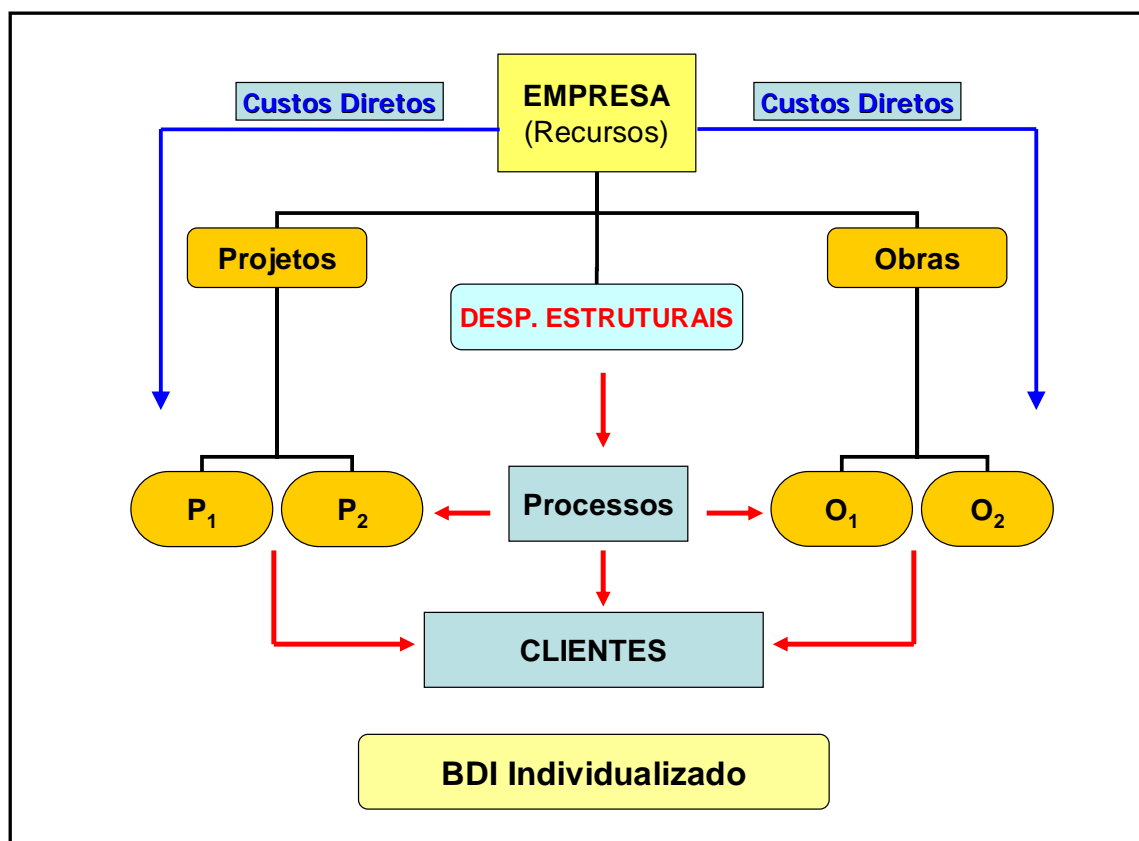 EMPRESA
(Recursos)
Custos Diretos
Custos Diretos
Projetos
Obras
DESP. ESTRUTURAIS
P1
P2
Processos
O1
O2
CLIENTES
BDI Individualizado